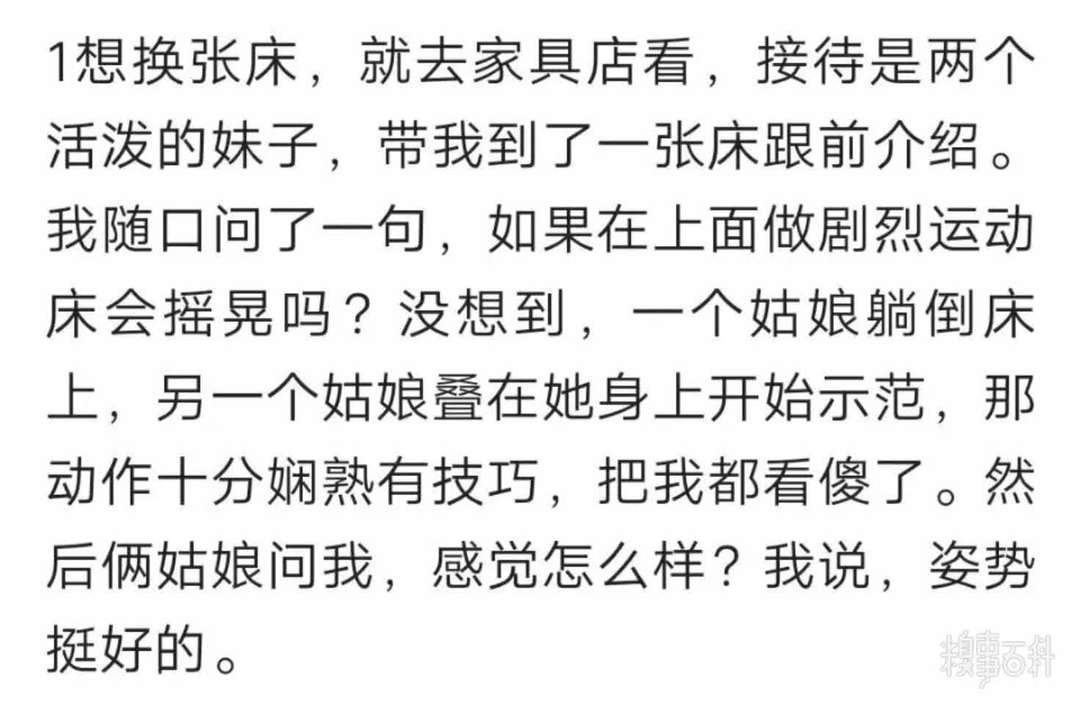 1想换张床，就去家具店看，接待是两个
活泼的妹子，带我到了一张床跟前介绍。
我随口问了一句，如果在上面做剧烈运动
床会摇晃吗？没想到，一个姑娘躺倒床
上，另一个姑娘叠在她身上开始示范，那
动作十分娴熟有技巧，把我都看傻了。然
后俩姑娘问我，感觉怎么样？我说，姿势
挺好的。
糗事百科